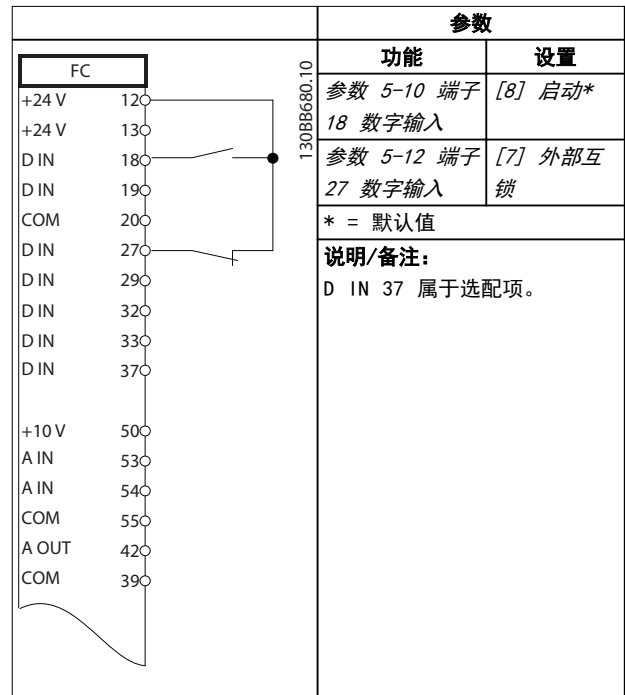 参数
功能 设置
参数 5-10 端子 18 数字输入 [8] 启动*
参数 5-12 端子 27 数字输入 [7] 外部互锁
* = 默认值
说明/备注:
D IN 37 属于选配项。
130BB680.10
FC
+24 V 12
+24 V 13
D IN 18
D IN 19
COM 20
D IN 27
D IN 29
D IN 32
D IN 33
D IN 37
+10 V 50
A IN 53
A IN 54
COM 55
A OUT 42
COM 39